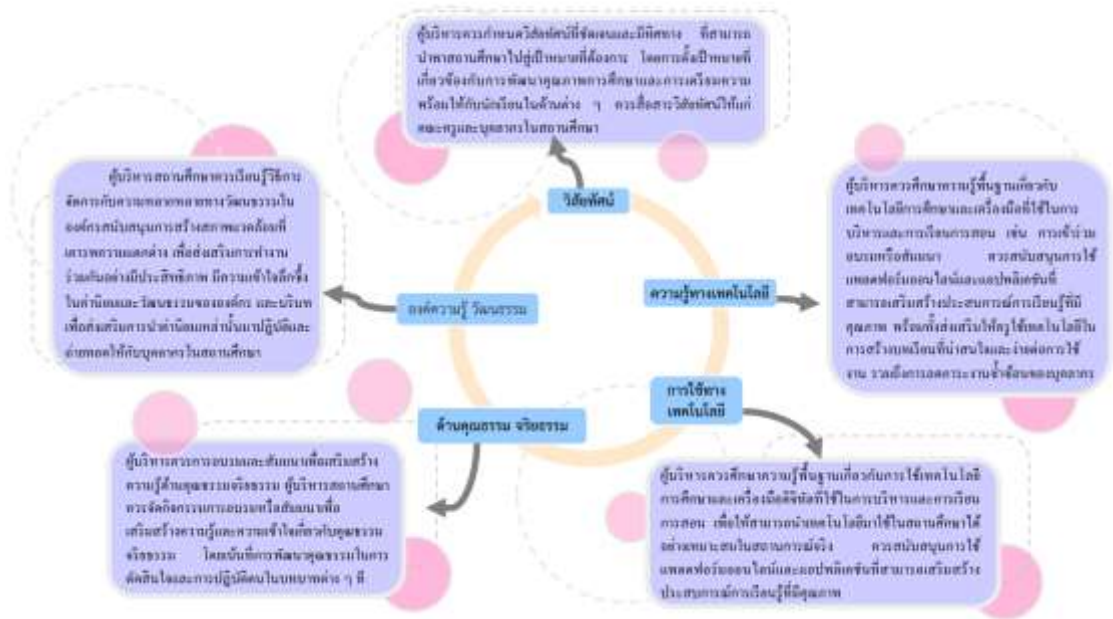 ผู้บริหารควรกำหนดวิสัยทัศน์ที่ชัดเจนและมีทิศทาง ที่สามารถ
นำพาสถานศึกษาไปสู่เป้าหมายที่ต้องการ โดยการตั้งเป้าหมายที่
เกี่ยวข้องกับการพัฒนาคุณภาพการศึกษาและการเตรียมความ
พร้อมให้กับนักเรียนในด้านต่าง ๆ ควรสื่อสารวิสัยทัศน์ให้แก่
คณะครูและบุคลากรในสถานศึกษา
วิสัยทัศน์
ผู้บริหารควรศึกษาความรู้พื้นฐานเกี่ยวกับ
เทคโนโลยีการศึกษาและเครื่องมือที่ใช้ในการ
บริหารและการเรียนการสอน เช่น การเข้าร่วม
อบรมหรือสัมมนา ควรสนับสนุนการใช้
แพลตฟอร์มออนไลน์และแอปพลิเคชันที่
สามารถเสริมสร้างประสบการณ์การเรียนรู้ที่มี
คุณภาพ พร้อมทั้งส่งเสริมให้ครูใช้เทคโนโลยีใน
การสร้างบทเรียนที่น่าสนใจและง่ายต่อการใช้
งาน รวมถึงการลดภาระงานซ้ำซ้อนของบุคลากร
ความรู้ทางเทคโนโลยี
การใช้ทาง
เทคโนโลยี
ผู้บริหารควรศึกษาความรู้พื้นฐานเกี่ยวกับการใช้เทคโนโลยี
การศึกษาและเครื่องมือดิจิทัลที่ใช้ในการบริหารและการเรียน
การสอน เพื่อให้สามารถนำเทคโนโลยีมาใช้ในสถานศึกษาได้
อย่างเหมาะสมในสถานการณ์จริง ควรสนับสนุนการใช้
แพลตฟอร์มออนไลน์และแอปพลิเคชันที่สามารถเสริมสร้าง
ประสบการณ์การเรียนรู้ที่มีคุณภาพ
ด้านคุณธรรม จริยธรรม
ผู้บริหารควรการอบรมและสัมมนาเพื่อเสริมสร้าง
ความรู้ด้านคุณธรรมจริยธรรม ผู้บริหารสถานศึกษา
ควรจัดกิจกรรมการอบรมหรือสัมมนาเพื่อ
เสริมสร้างความรู้และความเข้าใจเกี่ยวกับคุณธรรม
จริยธรรม โดยเน้นที่การพัฒนาคุณธรรมในการ
ตัดสินใจและการปฏิบัติตนในบทบาทต่าง ๆ ที่
องค์ความรู้ วัฒนธรรม
ผู้บริหารสถานศึกษาควรเรียนรู้วิธีการ
จัดการกับความหลากหลายทางวัฒนธรรมใน
องค์กรสนับสนุนการสร้างสภาพแวดล้อมที่
เคารพความแตกต่าง เพื่อส่งเสริมการทำงาน
ร่วมกันอย่างมีประสิทธิภาพ มีความเข้าใจลึกซึ้ง
ในค่านิยมและวัฒนธรรมขององค์กร และบริบท
เพื่อส่งเสริมการนำค่านิยมเหล่านั้นมาปฏิบัติและ
ถ่ายทอดให้กับบุคลากรในสถานศึกษา